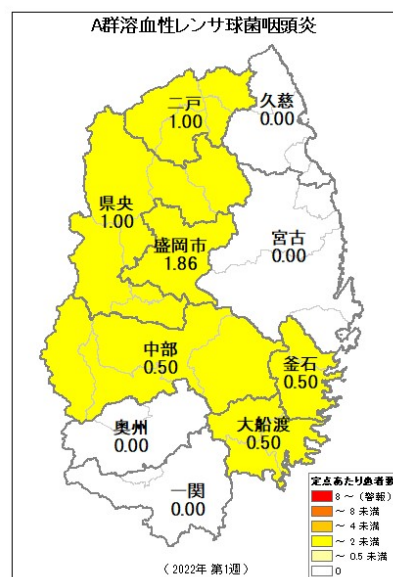 A群溶血性レンサ球菌咽頭炎
二戸
1.00
久慈
0.00
県央
1.00
盛岡市
1.86
宮古
0.00
中部
0.50
釜石
0.50
奥州
0.00
大船渡
0.50
一関
0.00
定点あたり患者数
8 ～ (警報)
～ 8 未満
～ 4 未満
～ 2 未満
～ 0.5 未満
0
(2022年 第1週)